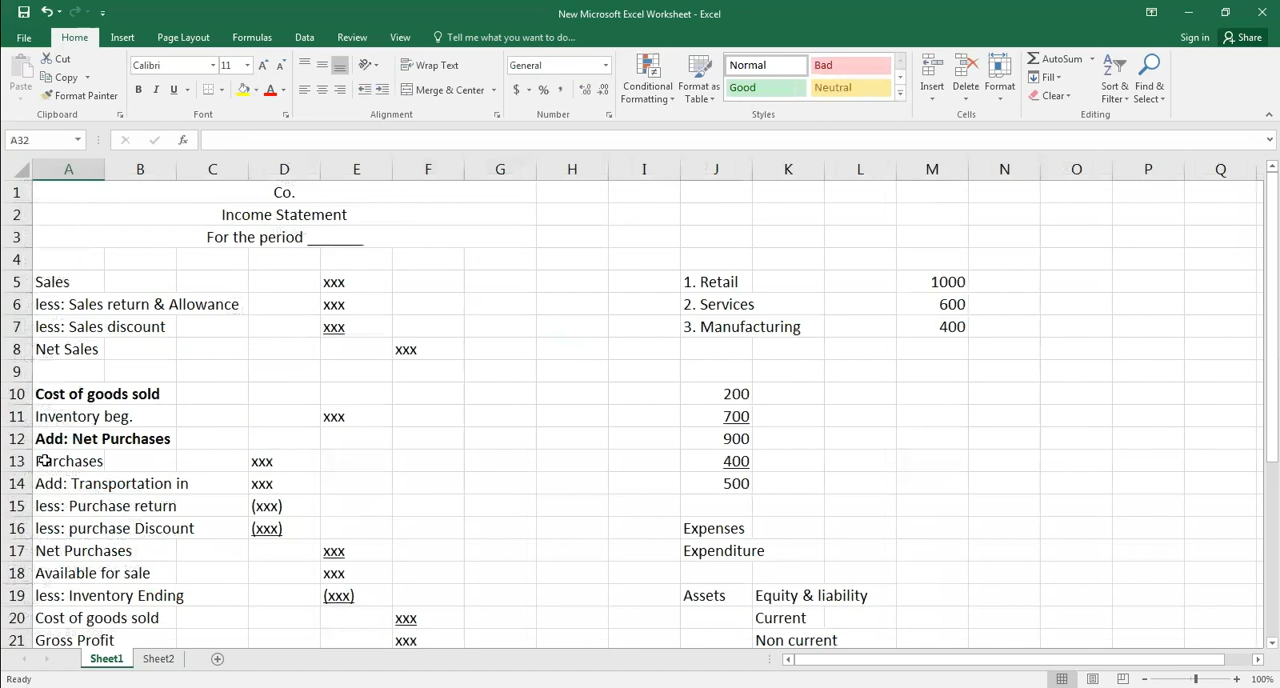 New Microsoft Excel Worksheet - Excel
File Home Insert Page Layout Formulas Data Review View Tell me what you want to do... Sign in Share
Paste Cut Copy Format Painter
Calibri 11 A A
B I U A
Wrap Text
Merge & Center
General
$ % ,
Conditional Formatting Format as Table
Normal Bad
Good Neutral
Insert Delete Format
AutoSum Fill Clear
Sort & Filter Find & Select
Clipboard Font Alignment Number Styles Cells Editing
A32 fx
A B C D E F G H I J K L M N O P Q
1 Co.
2 Income Statement
3 For the period _______
4
5 Sales xxx 1. Retail 1000
6 less: Sales return & Allowance xxx 2. Services 600
7 less: Sales discount xxx 3. Manufacturing 400
8 Net Sales xxx
9
10 Cost of goods sold 200
11 Inventory beg. xxx 700
12 Add: Net Purchases 900
13 Purchases xxx 400
14 Add: Transportation in xxx 500
15 less: Purchase return (xxx)
16 less: purchase Discount (xxx) Expenses
17 Net Purchases xxx Expenditure
18 Available for sale xxx
19 less: Inventory Ending (xxx) Assets Equity & liability
20 Cost of goods sold xxx Current
21 Gross Profit xxx Non current
Sheet1 Sheet2
Ready 100%